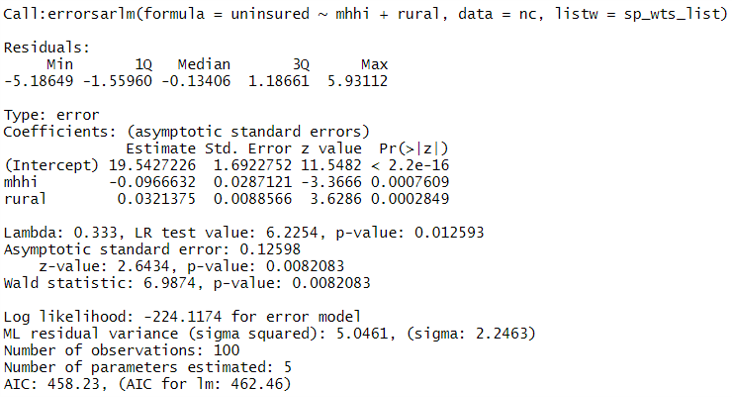 Call:errorsarlm(formula = uninsured ~ mhhi + rural, data = nc, listw = sp_wts_list)
Residuals:
Min 1Q Median 3Q Max
-5.18649 -1.55960 -0.13406 1.18661 5.93112
Type: error
Coefficients: (asymptotic standard errors)
Estimate Std. Error z value Pr(>|z|)
(Intercept) 19.5427226 1.6922752 11.5482 < 2.2e-16
mhhi -0.0966632 0.0287121 -3.3666 0.0007609
rural 0.0321375 0.0088566 3.6286 0.0002849
Lambda: 0.333, LR test value: 6.2254, p-value: 0.012593
Asymptotic standard error: 0.12598
z-value: 2.6434, p-value: 0.0082083
Wald statistic: 6.9874, p-value: 0.0082083
Log likelihood: -224.1174 for error model
ML residual variance (sigma squared): 5.0461, (sigma: 2.2463)
Number of observations: 100
Number of parameters estimated: 5
AIC: 458.23, (AIC for lm: 462.46)